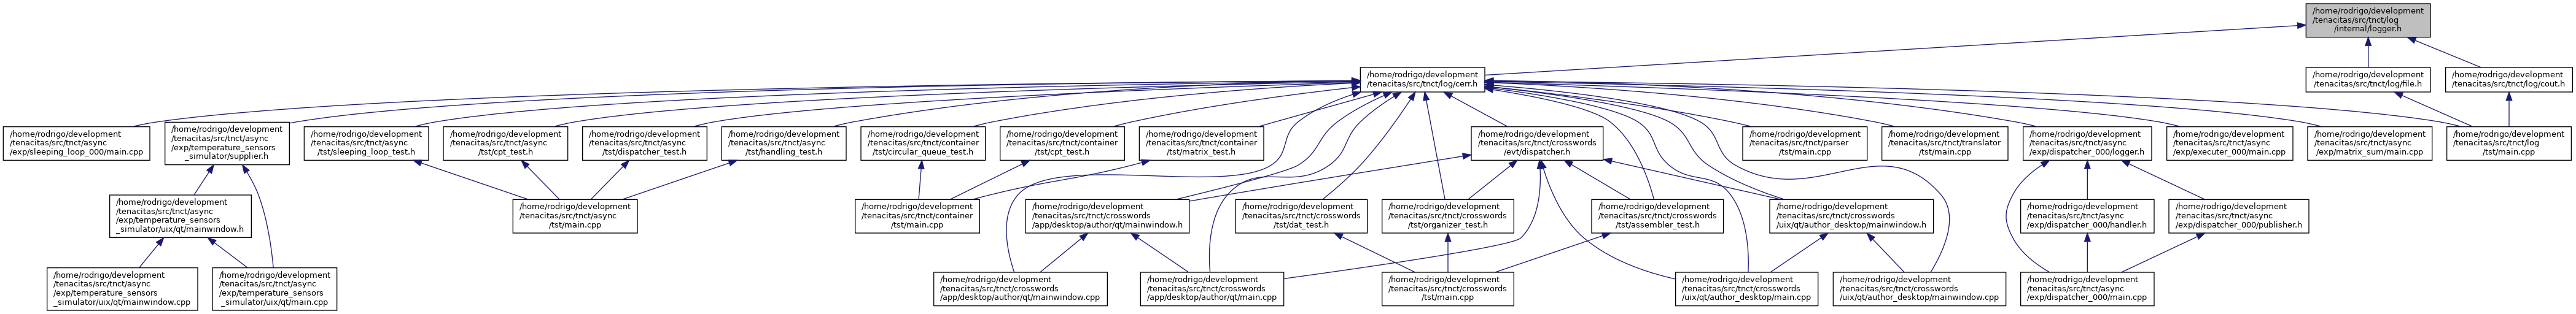 /home/rodrigo/development
/tenacitas/src/tnct/log
/internal/logger.h
/home/rodrigo/development
/tenacitas/src/tnct/log/cerr.h
/home/rodrigo/development
/tenacitas/src/tnct/log/file.h
/home/rodrigo/development
/tenacitas/src/tnct/log/cout.h
/home/rodrigo/development
/tenacitas/src/tnct/async
/exp/sleeping_loop_000/main.cpp
/home/rodrigo/development
/tenacitas/src/tnct/async
/exp/temperature_sensors
_simulator/supplier.h
/home/rodrigo/development
/tenacitas/src/tnct/async
/tst/sleeping_loop_test.h
/home/rodrigo/development
/tenacitas/src/tnct/async
/tst/cpt_test.h
/home/rodrigo/development
/tenacitas/src/tnct/async
/tst/dispatcher_test.h
/home/rodrigo/development
/tenacitas/src/tnct/async
/tst/handling_test.h
/home/rodrigo/development
/tenacitas/src/tnct/container
/tst/circular_queue_test.h
/home/rodrigo/development
/tenacitas/src/tnct/container
/tst/cpt_test.h
/home/rodrigo/development
/tenacitas/src/tnct/container
/tst/matrix_test.h
/home/rodrigo/development
/tenacitas/src/tnct/crosswords
/evt/dispatcher.h
/home/rodrigo/development
/tenacitas/src/tnct/parser
/tst/main.cpp
/home/rodrigo/development
/tenacitas/src/tnct/translator
/tst/main.cpp
/home/rodrigo/development
/tenacitas/src/tnct/async
/exp/dispatcher_000/logger.h
/home/rodrigo/development
/tenacitas/src/tnct/async
/exp/executer_000/main.cpp
/home/rodrigo/development
/tenacitas/src/tnct/async
/exp/matrix_sum/main.cpp
/home/rodrigo/development
/tenacitas/src/tnct/log
/tst/main.cpp
/home/rodrigo/development
/tenacitas/src/tnct/async
/exp/temperature_sensors
_simulator/uix/qt/mainwindow.h
/home/rodrigo/development
/tenacitas/src/tnct/async
/tst/main.cpp
/home/rodrigo/development
/tenacitas/src/tnct/container
/tst/main.cpp
/home/rodrigo/development
/tenacitas/src/tnct/crosswords
/app/desktop/author/qt/mainwindow.h
/home/rodrigo/development
/tenacitas/src/tnct/crosswords
/tst/dat_test.h
/home/rodrigo/development
/tenacitas/src/tnct/crosswords
/tst/organizer_test.h
/home/rodrigo/development
/tenacitas/src/tnct/crosswords
/tst/assembler_test.h
/home/rodrigo/development
/tenacitas/src/tnct/crosswords
/uix/qt/author_desktop/mainwindow.h
/home/rodrigo/development
/tenacitas/src/tnct/async
/exp/dispatcher_000/handler.h
/home/rodrigo/development
/tenacitas/src/tnct/async
/exp/dispatcher_000/publisher.h
/home/rodrigo/development
/tenacitas/src/tnct/async
/exp/temperature_sensors
_simulator/uix/qt/mainwindow.cpp
/home/rodrigo/development
/tenacitas/src/tnct/async
/exp/temperature_sensors
_simulator/uix/qt/main.cpp
/home/rodrigo/development
/tenacitas/src/tnct/crosswords
/app/desktop/author/qt/mainwindow.cpp
/home/rodrigo/development
/tenacitas/src/tnct/crosswords
/app/desktop/author/qt/main.cpp
/home/rodrigo/development
/tenacitas/src/tnct/crosswords
/tst/main.cpp
/home/rodrigo/development
/tenacitas/src/tnct/crosswords
/uix/qt/author_desktop/main.cpp
/home/rodrigo/development
/tenacitas/src/tnct/crosswords
/uix/qt/author_desktop/mainwindow.cpp
/home/rodrigo/development
/tenacitas/src/tnct/async
/exp/dispatcher_000/main.cpp